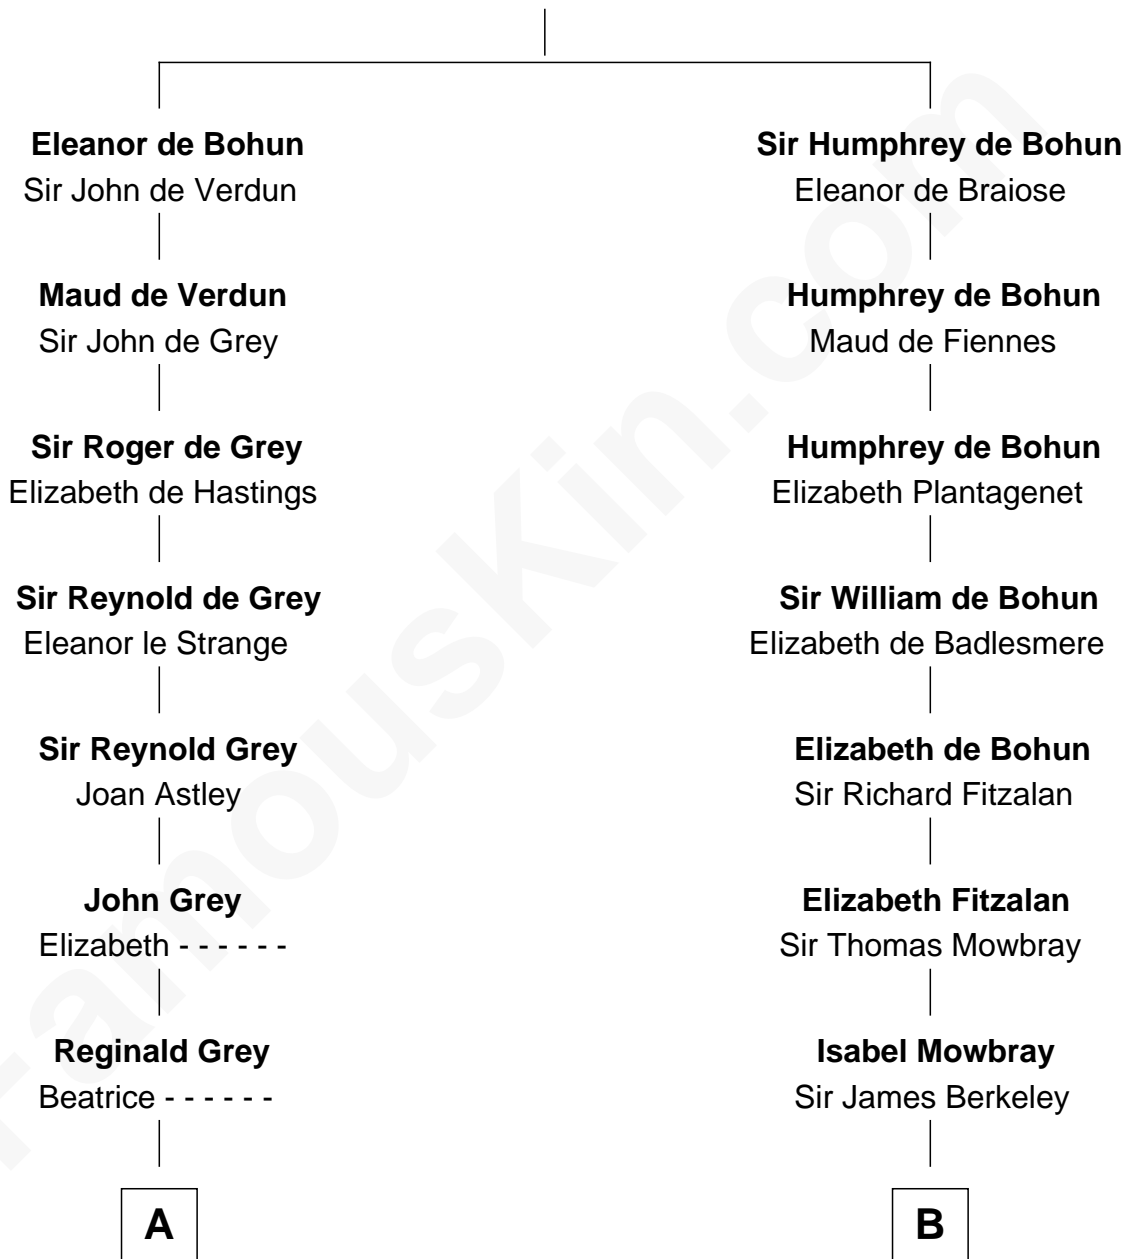 Eleanor de Bohun
Sir John de Verdun
Maud de Verdun
Sir John de Grey
Sir Roger de Grey
Elizabeth de Hastings
Sir Reynold de Grey
Eleanor le Strange
Sir Reynold Grey
Joan Astley
John Grey
Elizabeth - - - - - -
Reginald Grey
Beatrice - - - - - -
A
Sir Humphrey de Bohun
Eleanor de Braiose
Humphrey de Bohun
Maud de Fiennes
Humphrey de Bohun
Elizabeth Plantagenet
Sir William de Bohun
Elizabeth de Badlesmere
Elizabeth de Bohun
Sir Richard Fitzalan
Elizabeth Fitzalan
Sir Thomas Mowbray
Isabel Mowbray
Sir James Berkeley
B
FamousKin.com